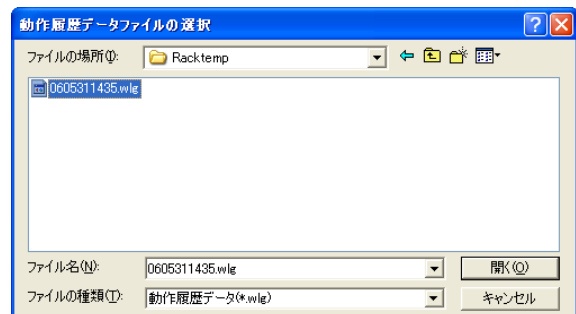 動作履歴データファイルの選択
ファイルの場所(I): Racktemp
0605311435.wlg
ファイル名(N): 0605311435.wlg 開く(O)
ファイルの種類(T): 動作履歴データ(*.wlg) キャンセル